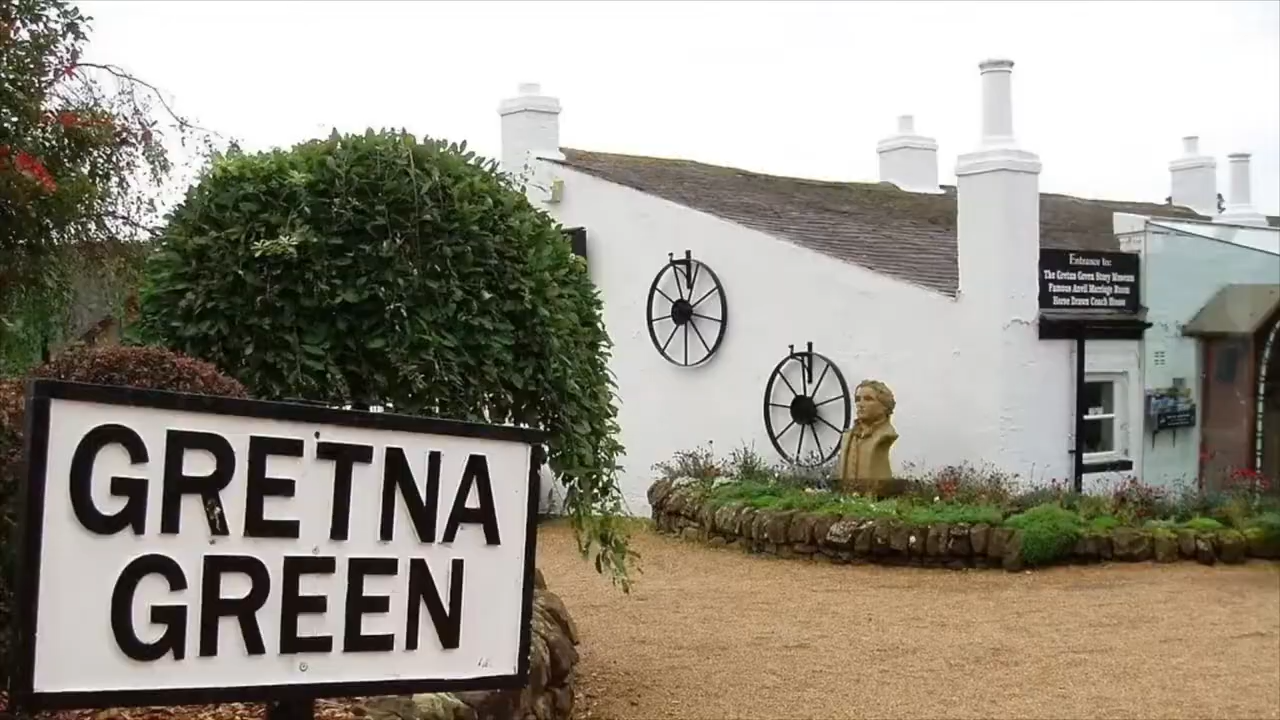 GRETNA
GREEN
Entrance to:
The Gretna Green Story Museum
Famous Anvil Marriage Room
Horse Drawn Coach House